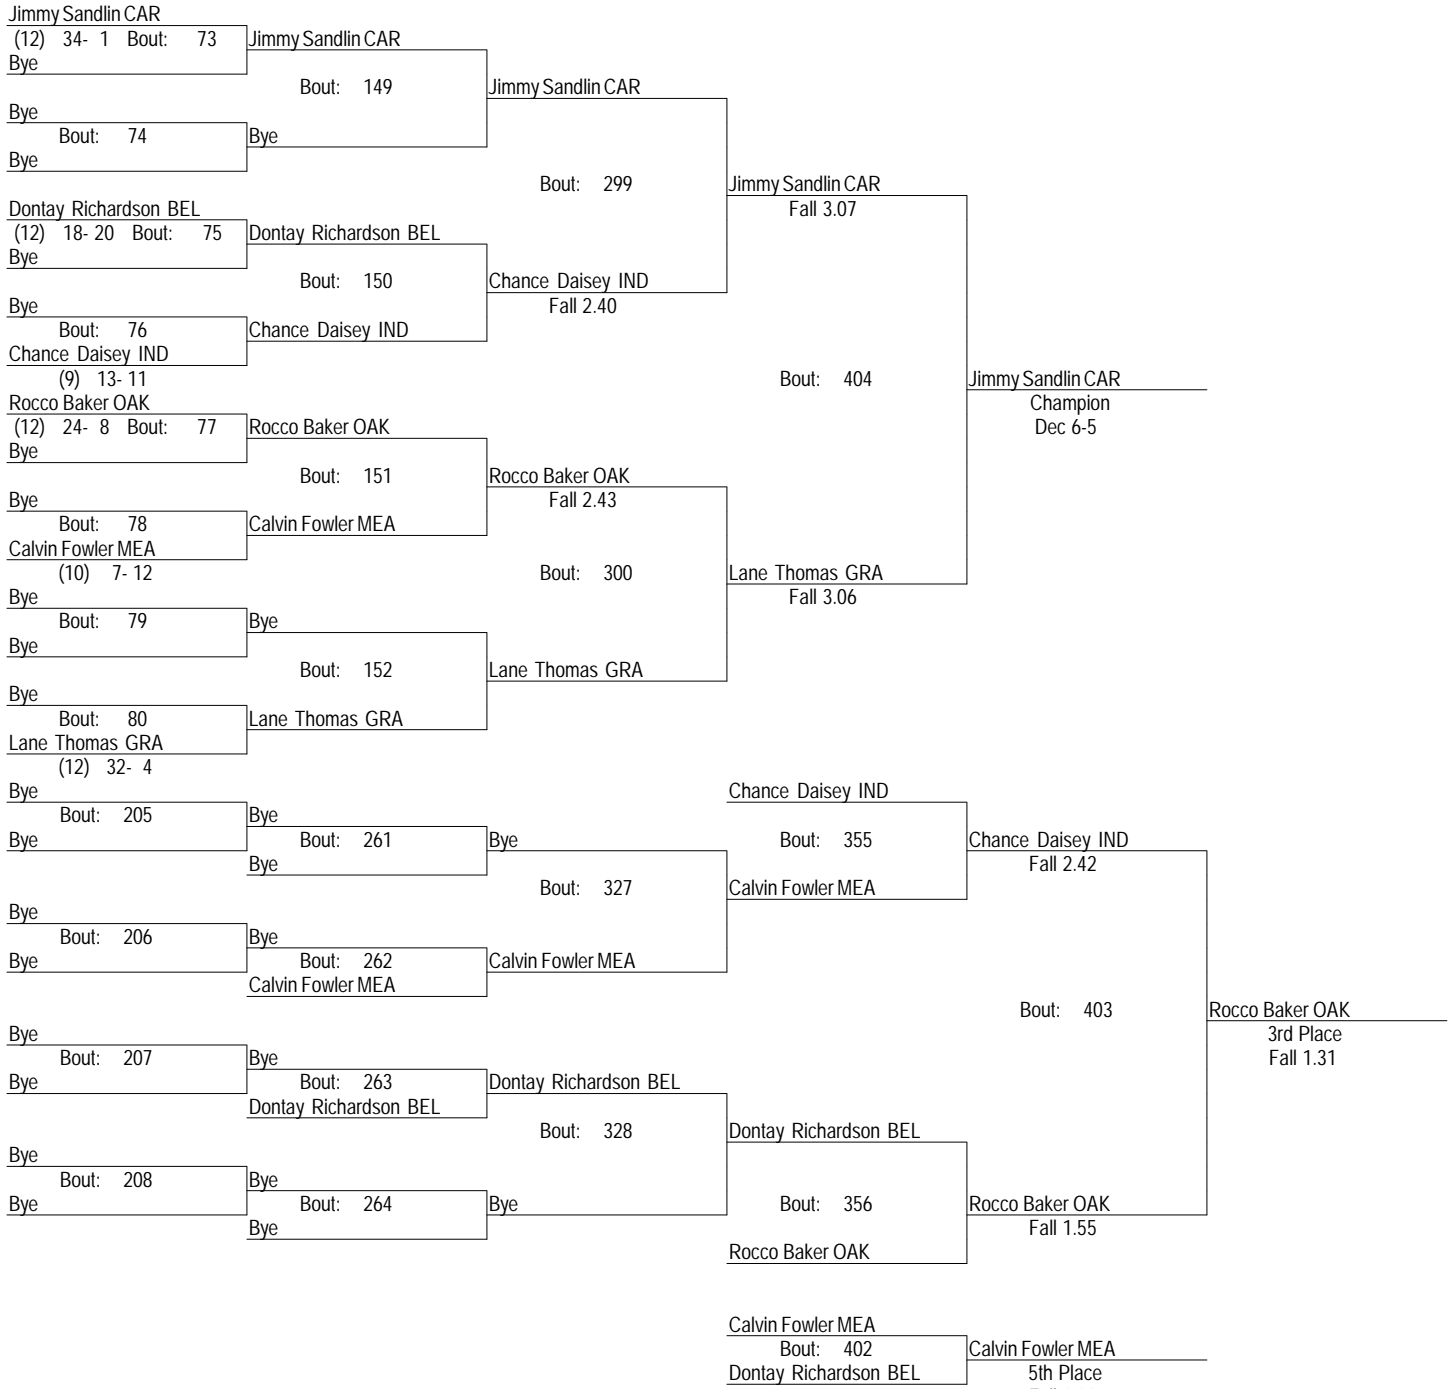 Jimmy Sandlin CAR
(12) 34- 1 Bout: 73 Jimmy Sandlin CAR
Bye
Bout: 149 Jimmy Sandlin CAR
Bye
Bout: 74 Bye
Bye
Bout: 299 Jimmy Sandlin CAR
Dontay Richardson BEL Fall 3.07
(12) 18- 20 Bout: 75 Dontay Richardson BEL
Bye
Bout: 150 Chance Daisey IND
Bye Fall 2.40
Bout: 76 Chance Daisey IND
Chance Daisey IND
(9) 13- 11 Bout: 404 Jimmy Sandlin CAR
Rocco Baker OAK Champion
(12) 24- 8 Bout: 77 Rocco Baker OAK Dec 6-5
Bye
Bout: 151 Rocco Baker OAK
Bye Fall 2.43
Bout: 78 Calvin Fowler MEA
Calvin Fowler MEA
(10) 7- 12 Bout: 300 Lane Thomas GRA
Bye Fall 3.06
Bout: 79 Bye
Bye
Bout: 152 Lane Thomas GRA
Bye
Bout: 80 Lane Thomas GRA
Lane Thomas GRA
(12) 32- 4
Bye Chance Daisey IND
Bout: 205 Bye
Bye Bout: 261 Bye Bout: 355 Chance Daisey IND
Bye Fall 2.42
Bout: 327 Calvin Fowler MEA
Bye
Bout: 206 Bye
Bye Bout: 262 Calvin Fowler MEA
Calvin Fowler MEA
Bout: 403 Rocco Baker OAK
Bye 3rd Place
Bout: 207 Bye Fall 1.31
Bye Bout: 263 Dontay Richardson BEL
Dontay Richardson BEL
Bout: 328 Dontay Richardson BEL
Bye
Bout: 208 Bye
Bye Bout: 264 Bye Bout: 356 Rocco Baker OAK
Bye Fall 1.55
Rocco Baker OAK
Calvin Fowler MEA
Bout: 402 Calvin Fowler MEA
Dontay Richardson BEL 5th Place